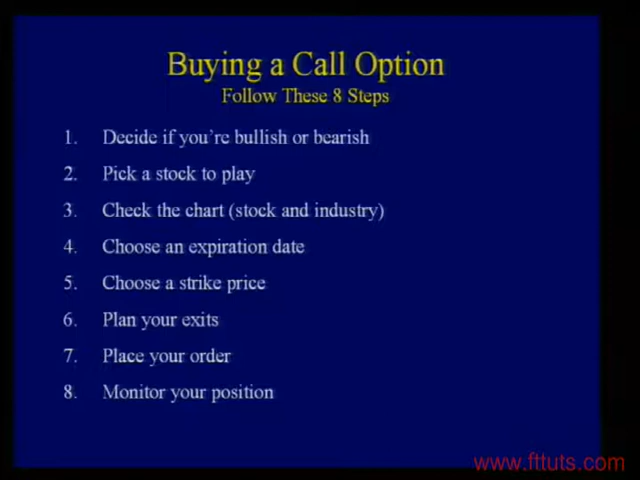 Buying a Call Option
Follow These 8 Steps
1. Decide if you're bullish or bearish
2. Pick a stock to play
3. Check the chart (stock and industry)
4. Choose an expiration date
5. Choose a strike price
6. Plan your exits
7. Place your order
8. Monitor your position
www.fttuts.com